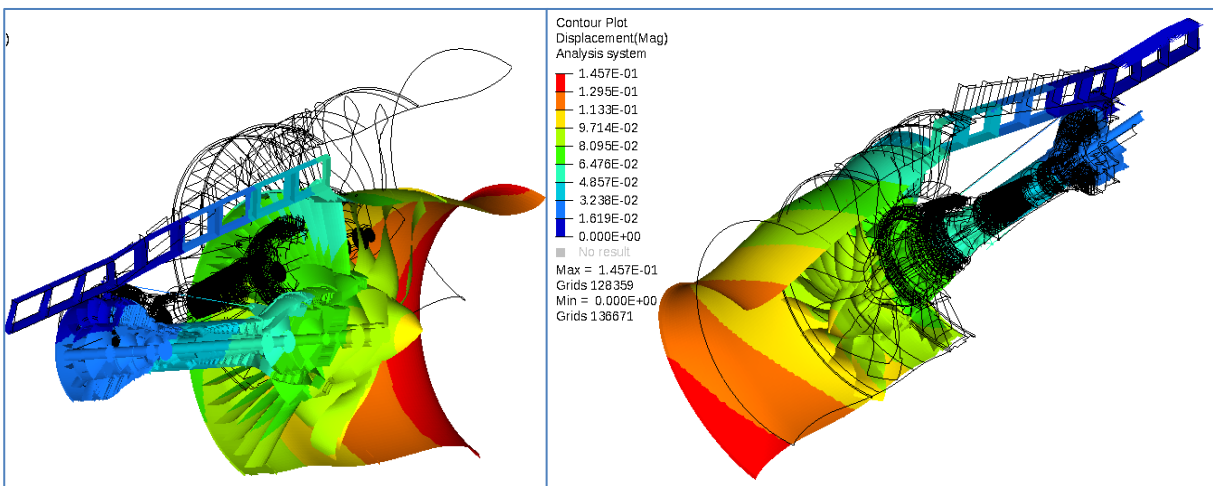 )
Contour Plot
Displacement(Mag)
Analysis system
1.457E-01
1.295E-01
1.133E-01
9.714E-02
8.095E-02
6.476E-02
4.857E-02
3.238E-02
1.619E-02
0.000E+00
No result
Max = 1.457E-01
Grids 128359
Min = 0.000E+00
Grids 136671